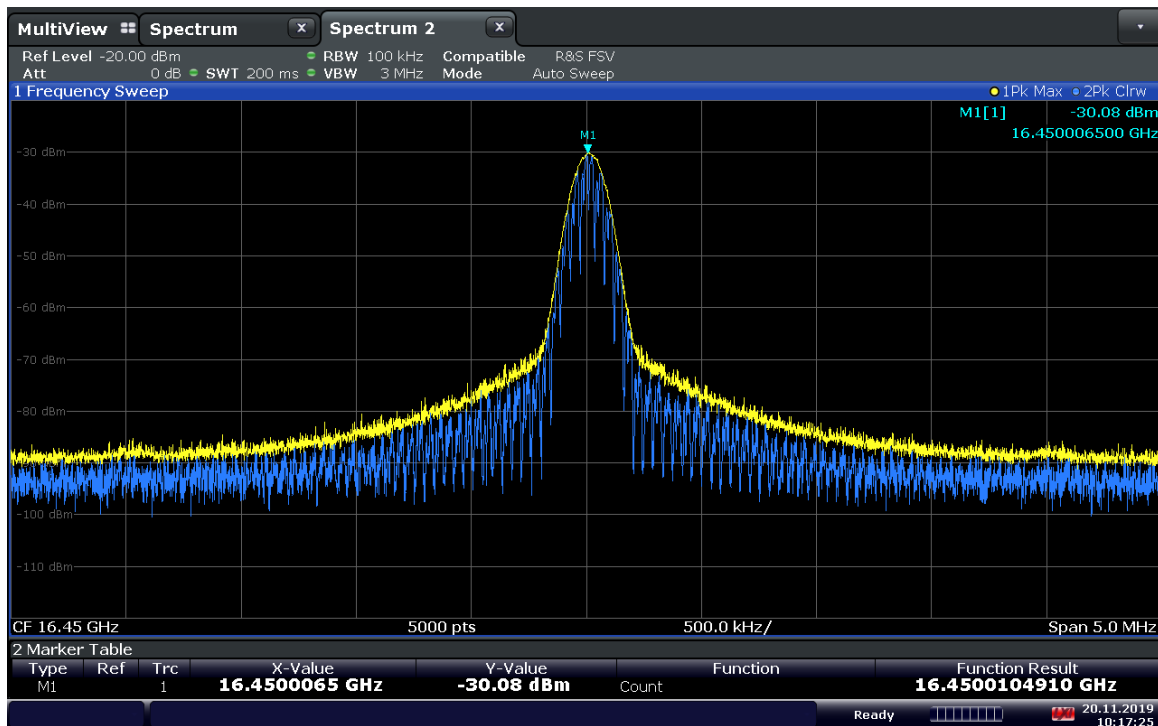 MultiView Spectrum X Spectrum 2 X
Ref Level -20.00 dBm RBW 100 kHz Compatible R&S FSV
Att 0 dB SWT 200 ms VBW 3 MHz Mode Auto Sweep
1 Frequency Sweep 1Pk Max 2Pk Clrw
M1[1] -30.08 dBm
16.450006500 GHz
M1
-30 dBm
-40 dBm
-50 dBm
-60 dBm
-70 dBm
-80 dBm
-100 dBm
-110 dBm
CF 16.45 GHz 5000 pts 500.0 kHz/ Span 5.0 MHz
2 Marker Table
Type Ref Trc X-Value Y-Value Function Function Result
M1 1 16.4500065 GHz -30.08 dBm Count 16.4500104910 GHz
Ready 20.11.2019
10:17:25